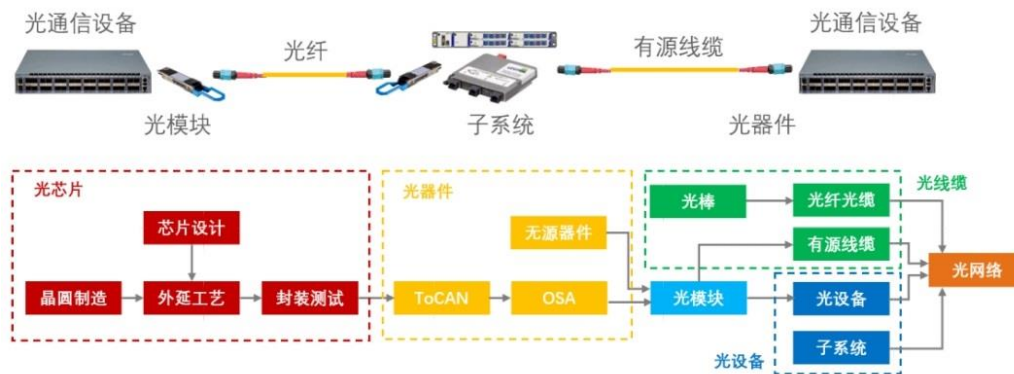 光通信设备
光纤
有源线缆
光通信设备
光模块
子系统
光器件
光芯片
光器件
光线缆
光棒
光纤光缆
芯片设计
无源器件
有源线缆
光网络
晶圆制造
外延工艺
封装测试
ToCAN
OSA
光模块
光设备
子系统
光设备